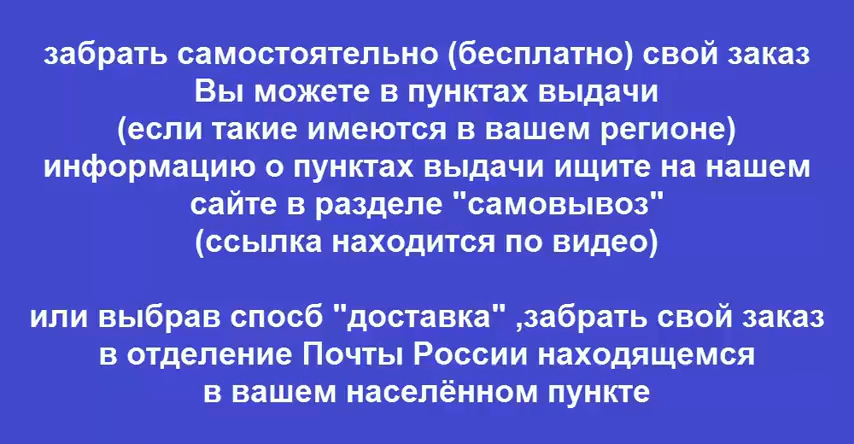 забрать самостоятельно (бесплатно) свой заказ
Вы можете в пунктах выдачи
(если такие имеются в вашем регионе)
информацию о пунктах выдачи ищите на нашем
сайте в разделе "самовывоз"
(ссылка находится по видео)
или выбрав спосб "доставка" ,забрать свой заказ
в отделение Почты России находящемся
в вашем населённом пункте